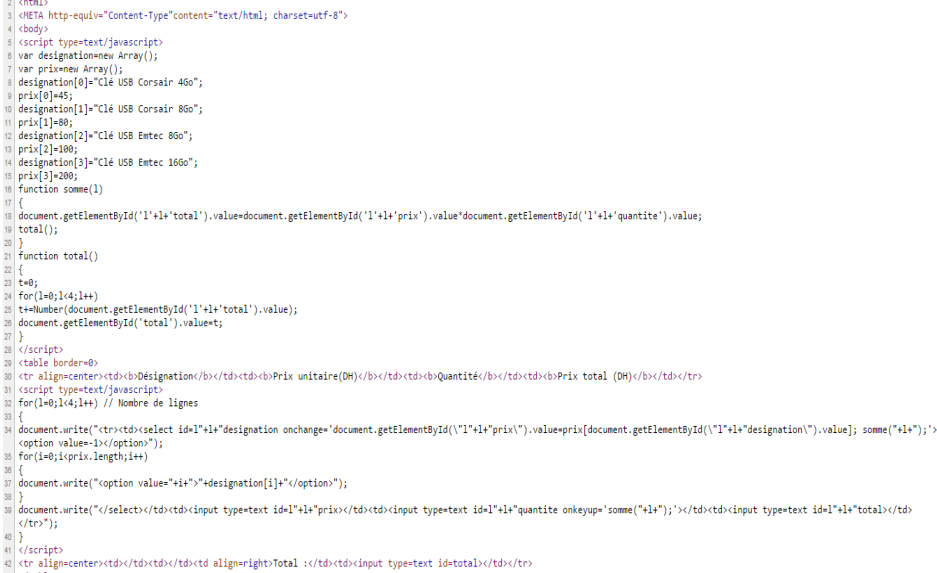 2 <html>
3 <META http-equiv="Content-Type"content="text/html; charset=utf-8">
4 <body>
5 <script type=text/javascript>
6 var designation=new Array();
7 var prix=new Array();
8 designation[0]="Clé USB Corsair 4Go";
9 prix[0]=45;
10 designation[1]="Clé USB Corsair 8Go";
11 prix[1]=80;
12 designation[2]="Clé USB Emtec 8Go";
13 prix[2]=100;
14 designation[3]="Clé USB Emtec 16Go";
15 prix[3]=200;
16 function somme(l)
17 {
18 document.getElementById('l'+l+'total').value=document.getElementById('l'+l+'prix').value*document.getElementById('l'+l+'quantite').value;
19 total();
20 }
21 function total()
22 {
23 t=0;
24 for(l=0;l<4;l++)
25 t+=Number(document.getElementById('l'+l+'total').value);
26 document.getElementById('total').value=t;
27 }
28 </script>
29 <table border=0>
30 <tr align=center><td><b>Désignation</b></td><td><b>Prix unitaire(DH)</b></td><td><b>Quantité</b></td><td><b>Prix total (DH)</b></td></tr>
31 <script type=text/javascript>
32 for(l=0;l<4;l++) // Nombre de lignes
33 {
34 document.write("<tr><td><select id=l"+l+"designation onchange='document.getElementById(\"l"+l+"prix\").value=prix[document.getElementById(\"l"+l+"designation\").value]; somme("+l+");'>
<option value=-1></option>");
35 for(i=0;i<prix.length;i++)
36 {
37 document.write("<option value="+i+">"+designation[i]+"</option>");
38 }
39 document.write("</select></td><td><input type=text id=l"+l+"prix></td><td><input type=text id=l"+l+"quantite onkeyup='somme("+l+");'></td><td><input type=text id=l"+l+"total></td>
</tr>");
40 }
41 </script>
42 <tr align=center><td></td><td></td><td align=right>Total :</td><td><input type=text id=total></td></tr>